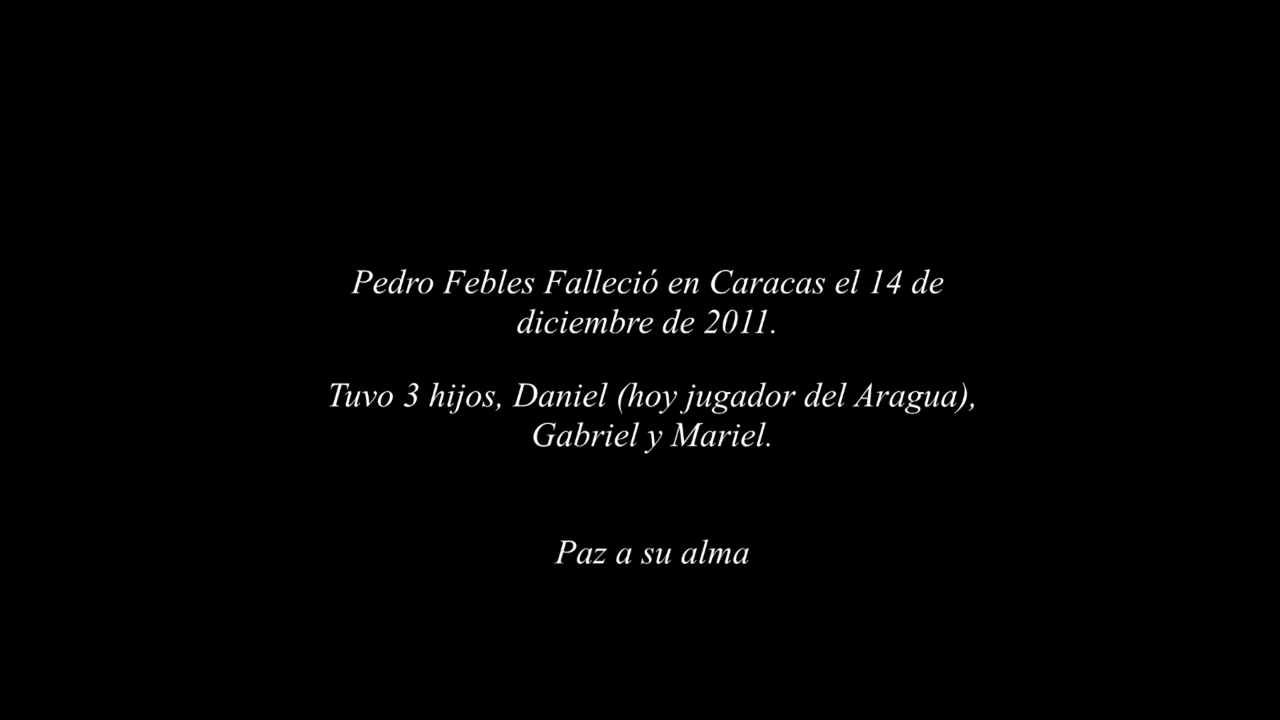 Pedro Febles Falleció en Caracas el 14 de
diciembre de 2011.
Tuvo 3 hijos, Daniel (hoy jugador del Aragua),
Gabriel y Mariel.
Paz a su alma